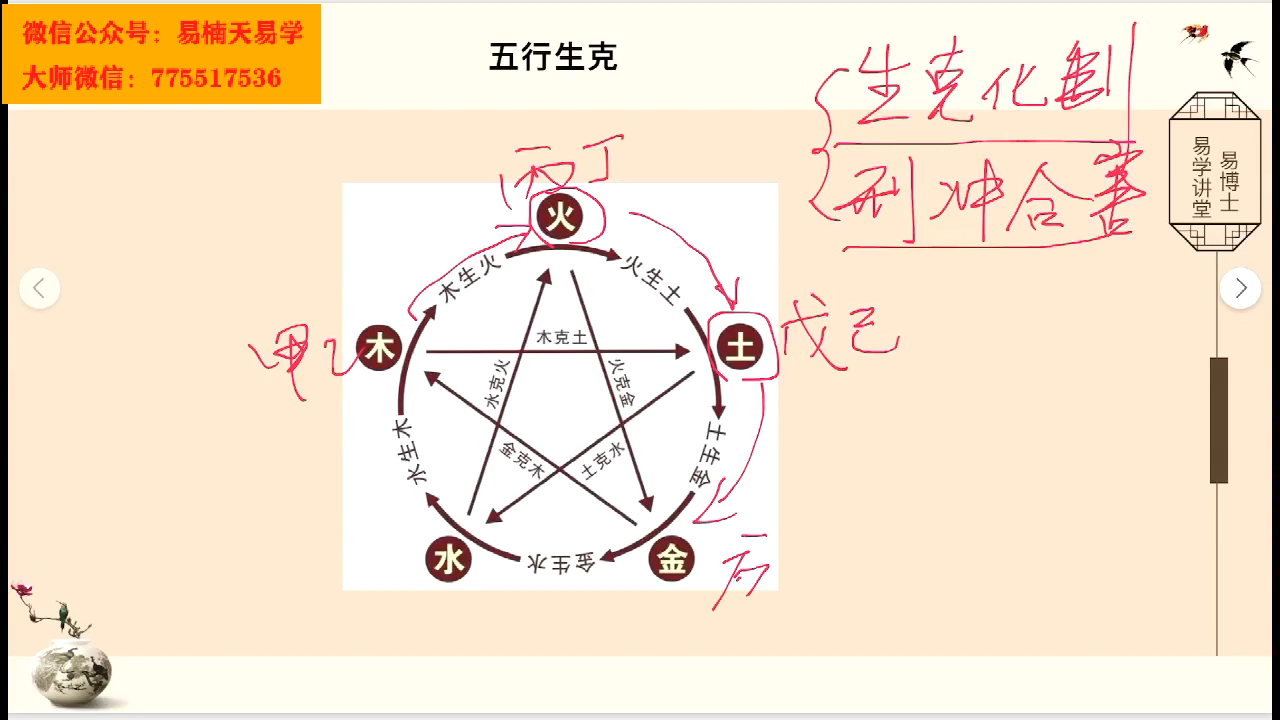 微信公众号：易楠天易学
大师微信：775517536
五行生克
生克化制
刑冲合害
易博士
易学讲堂
丙丁
火
木生火
火生土
甲乙
木
木克土
土
戊己
水克火
火克金
水生木
金克木
土克水
土生金
水
金生水
金